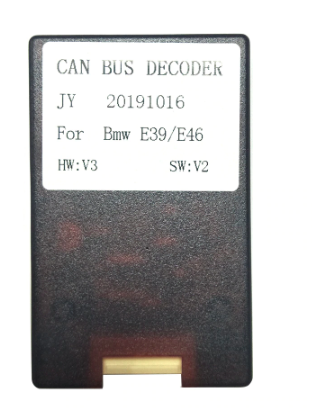 CAN BUS DECODER
JY 20191016
For Bmw E39/E46
HW:V3 SW:V2